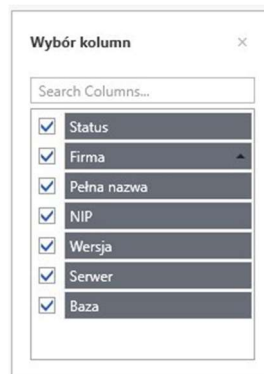 Wybór kolumn
Search Columns...
Status
Firma
Pełna nazwa
NIP
Wersja
Serwer
Baza